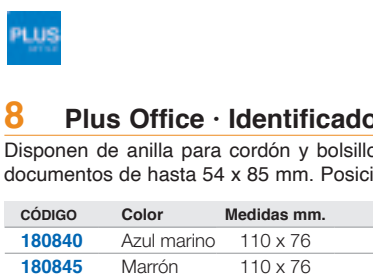 PLUS
office
8 Plus Office · Identificado
Disponen de anilla para cordón y bolsillo
documentos de hasta 54 x 85 mm. Posici
CÓDIGO Color Medidas mm.
180840 Azul marino 110 x 76
180845 Marrón 110 x 76